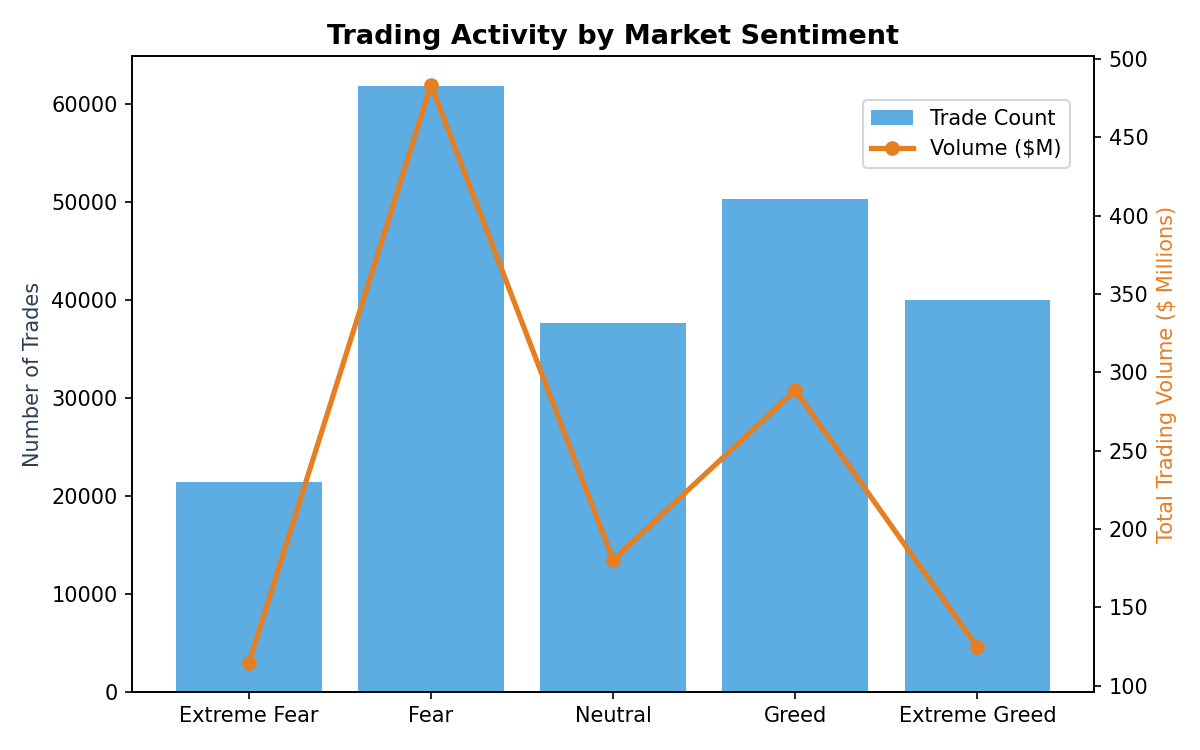 Trading Activity by Market Sentiment
Trade Count
Volume ($M)
Number of Trades
60000
50000
40000
30000
20000
10000
0
500
450
400
350
300
250
200
150
100
Total Trading Volume ($ Millions)
Extreme Fear
Fear
Neutral
Greed
Extreme Greed